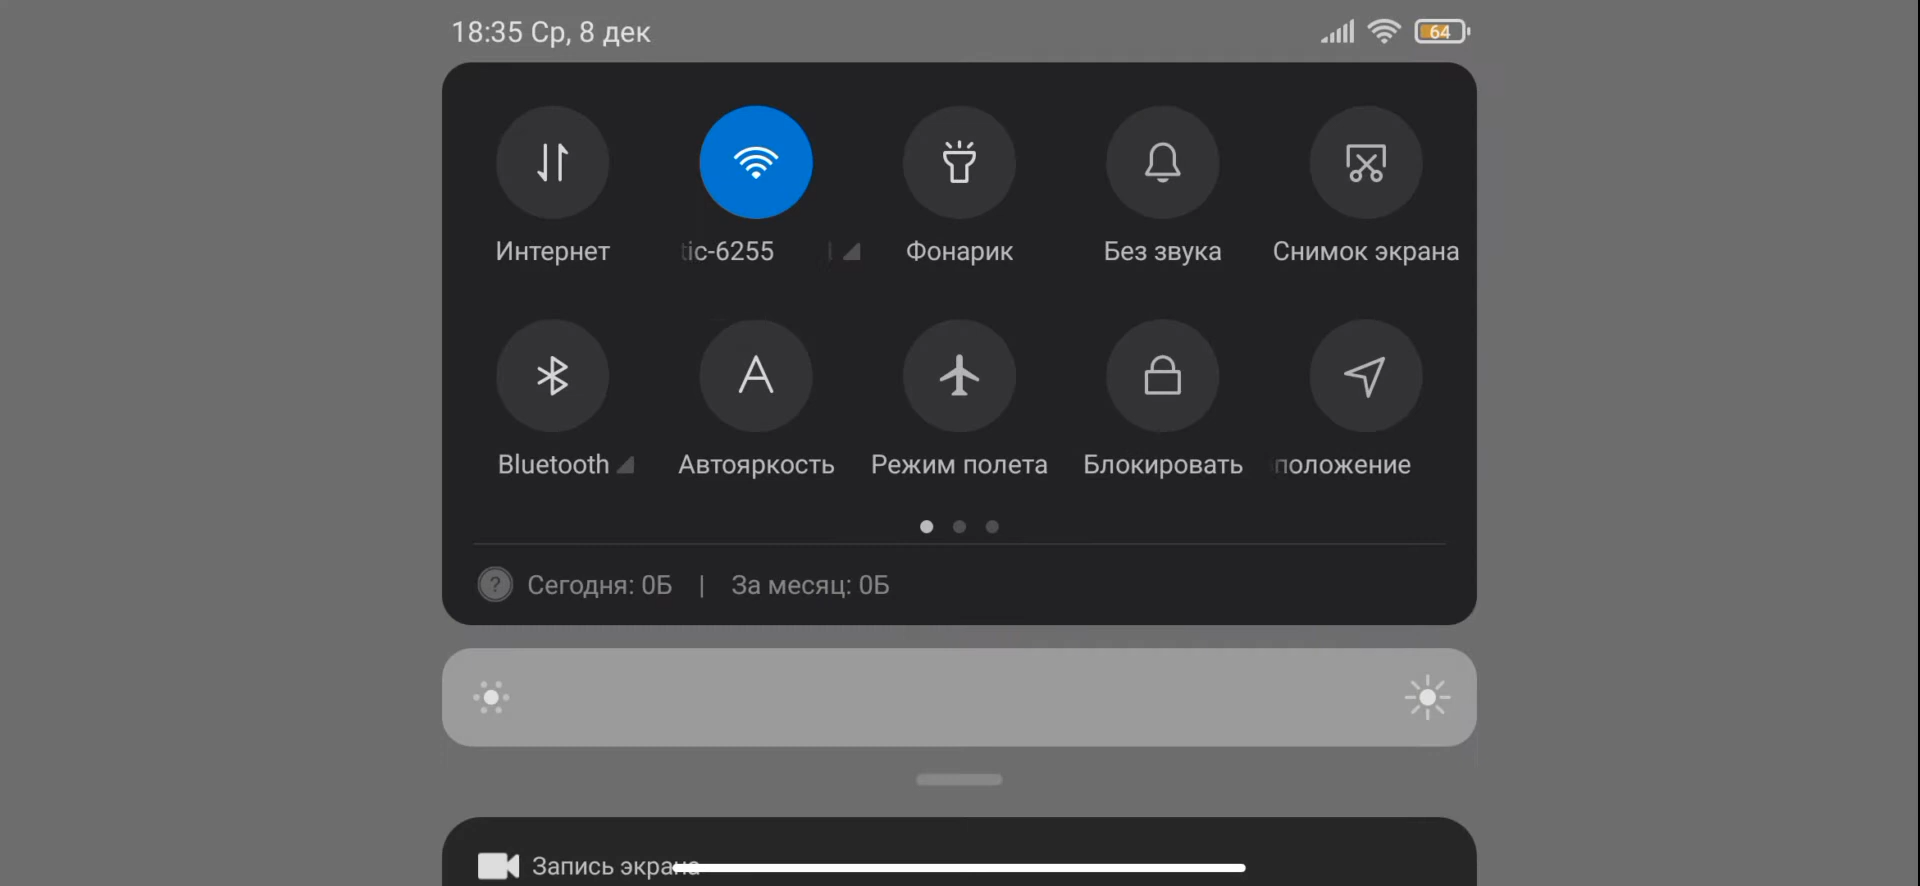 18:35 Ср, 8 дек
64
Интернет
tic-6255
Фонарик
Без звука
Снимок экрана
Bluetooth
Автояркость
Режим полета
Блокировать
положение
? Сегодня: 0Б | За месяц: 0Б
Запись экрана